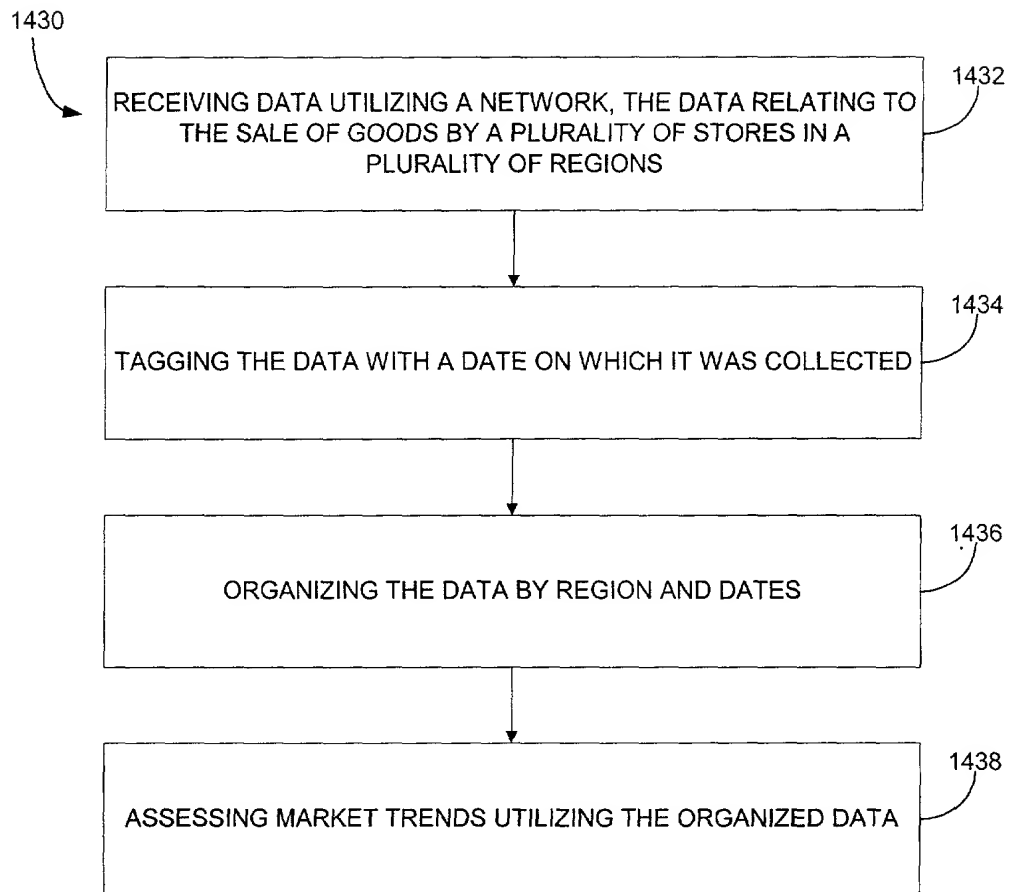 1430
1432
RECEIVING DATA UTILIZING A NETWORK, THE DATA RELATING TO
THE SALE OF GOODS BY A PLURALITY OF STORES IN A
PLURALITY OF REGIONS
1434
TAGGING THE DATA WITH A DATE ON WHICH IT WAS COLLECTED
1436
ORGANIZING THE DATA BY REGION AND DATES
1438
ASSESSING MARKET TRENDS UTILIZING THE ORGANIZED DATA